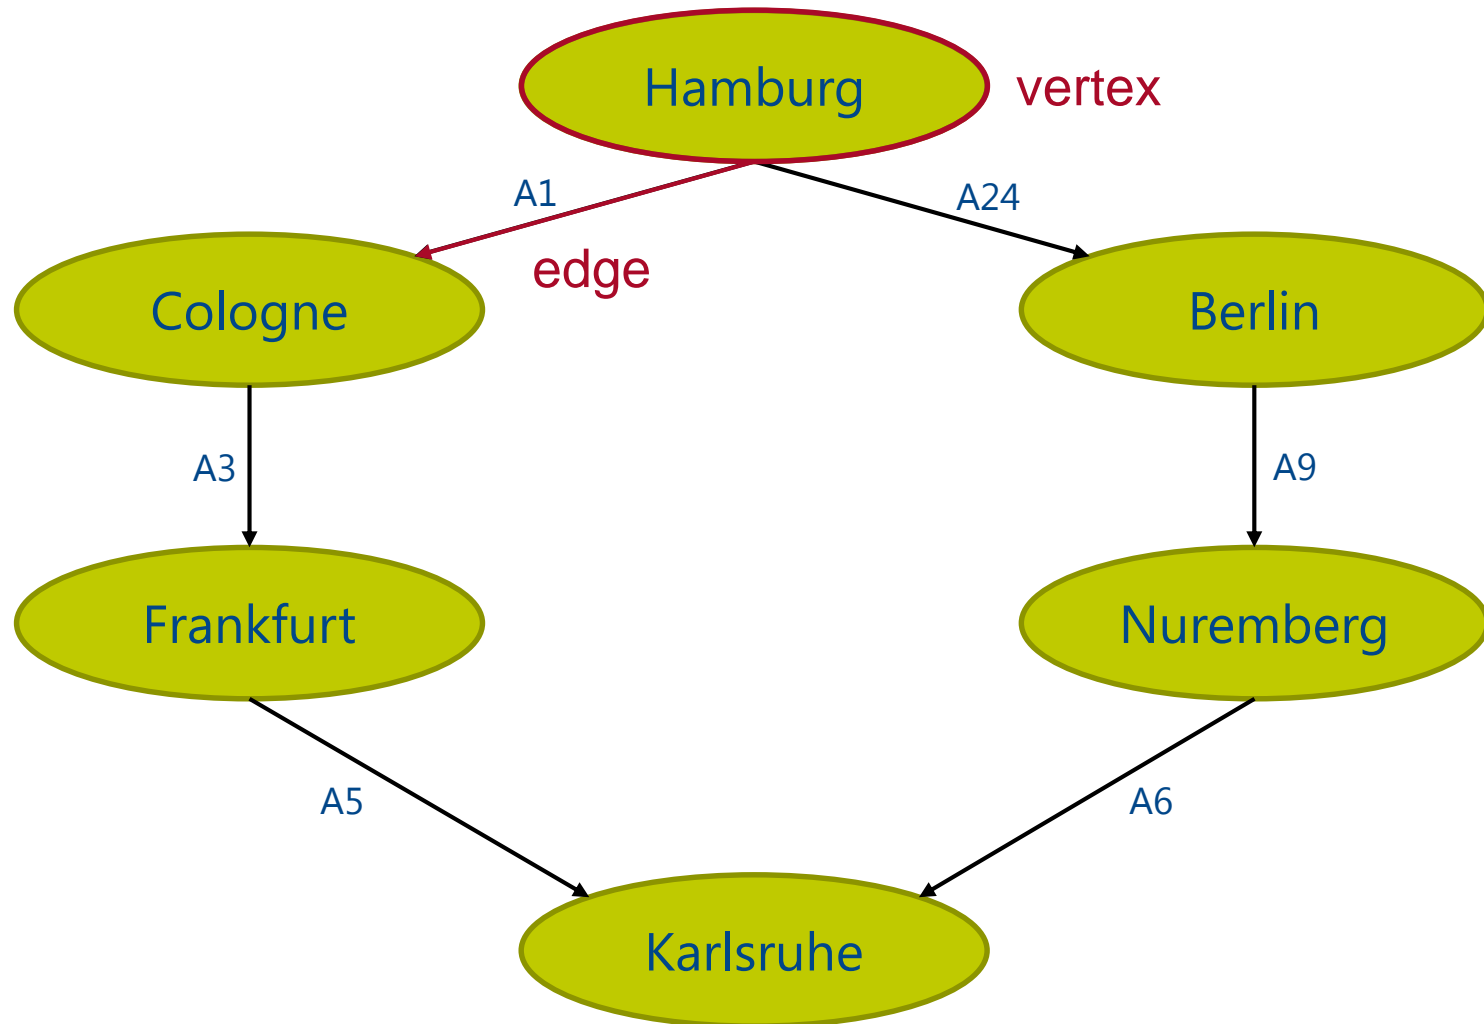 Hamburg
vertex
A1
A24
edge
Cologne
Berlin
A3
A9
Frankfurt
Nuremberg
A5
A6
Karlsruhe